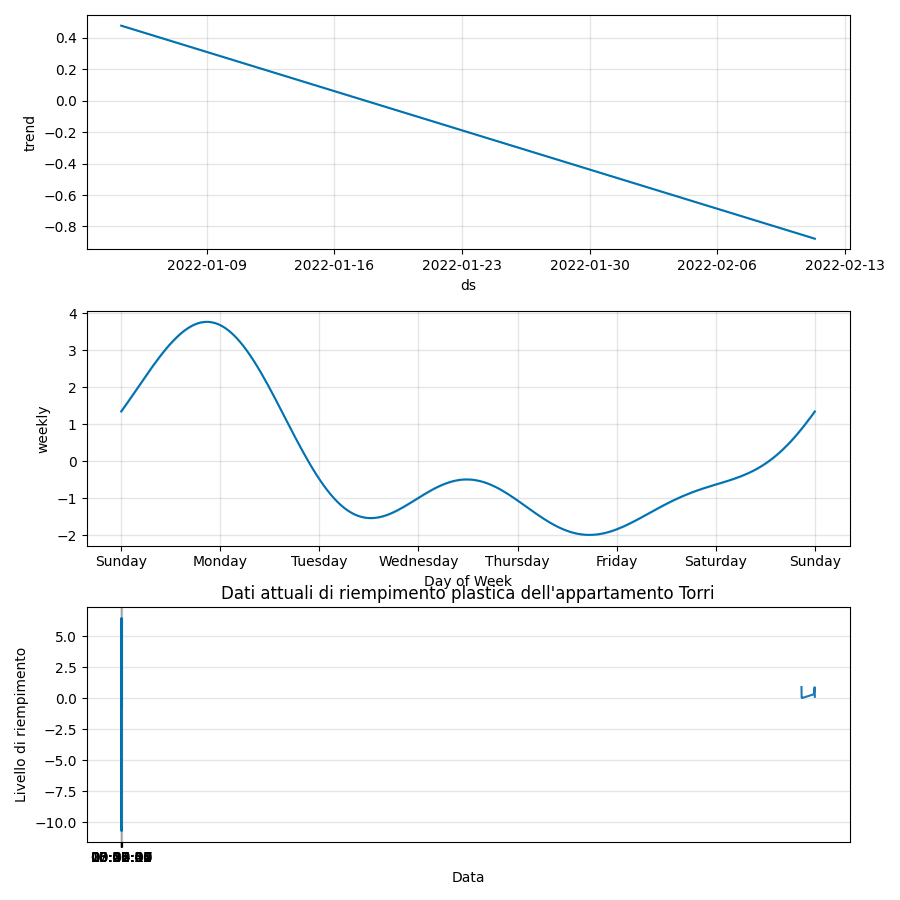 0.4
0.2
0.0
−0.2
−0.4
−0.6
−0.8
trend
2022-01-09 2022-01-16 2022-01-23 2022-01-30 2022-02-06 2022-02-13
ds
4
3
2
1
0
−1
−2
weekly
Sunday Monday Tuesday Wednesday Thursday Friday Saturday Sunday
Day of Week
Dati attuali di riempimento plastica dell'appartamento Torri
5.0
2.5
0.0
−2.5
−5.0
−7.5
−10.0
Livello di riempimento
Data